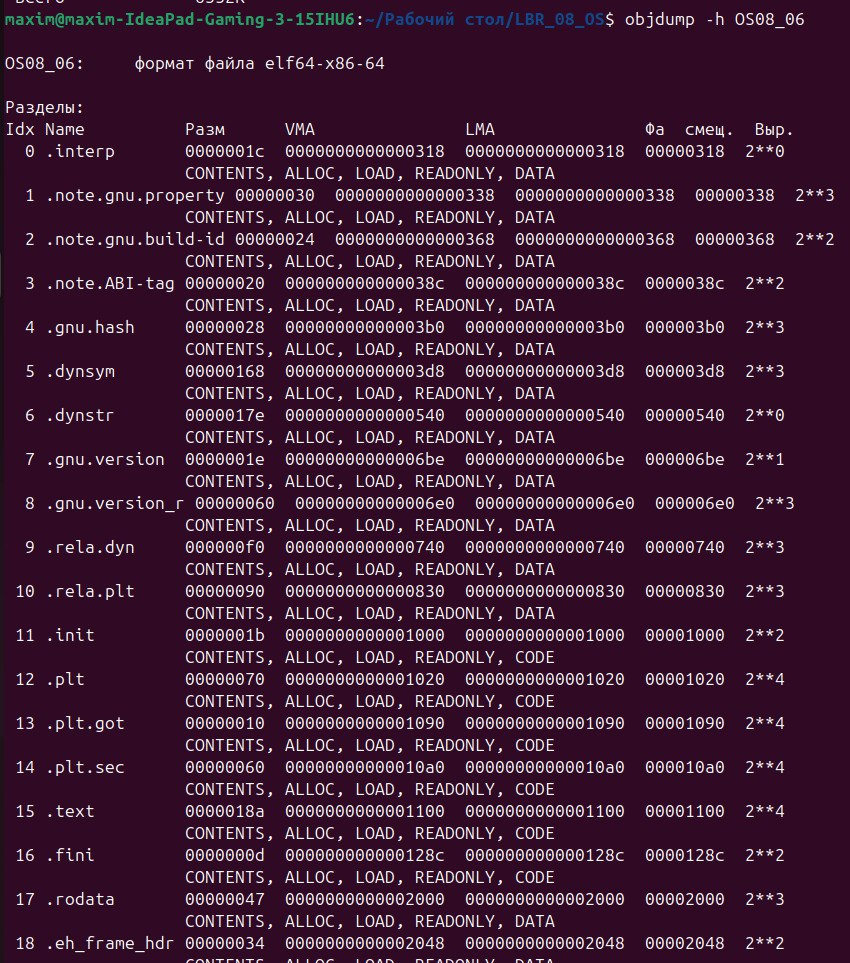 Всего 6552K
maxim@maxim-IdeaPad-Gaming-3-15IHU6:~/Рабочий стол/LBR_08_OS$ objdump -h OS08_06
OS08_06:     формат файла elf64-x86-64
Разделы:
Idx Name          Разм      VMA               LMA               Фа  смещ.  Выр.
  0 .interp       0000001c  0000000000000318  0000000000000318  00000318  2**0
                  CONTENTS, ALLOC, LOAD, READONLY, DATA
  1 .note.gnu.property 00000030  0000000000000338  0000000000000338  00000338  2**3
                  CONTENTS, ALLOC, LOAD, READONLY, DATA
  2 .note.gnu.build-id 00000024  0000000000000368  0000000000000368  00000368  2**2
                  CONTENTS, ALLOC, LOAD, READONLY, DATA
  3 .note.ABI-tag 00000020  000000000000038c  000000000000038c  0000038c  2**2
                  CONTENTS, ALLOC, LOAD, READONLY, DATA
  4 .gnu.hash     00000028  00000000000003b0  00000000000003b0  000003b0  2**3
                  CONTENTS, ALLOC, LOAD, READONLY, DATA
  5 .dynsym       00000168  00000000000003d8  00000000000003d8  000003d8  2**3
                  CONTENTS, ALLOC, LOAD, READONLY, DATA
  6 .dynstr       0000017e  0000000000000540  0000000000000540  00000540  2**0
                  CONTENTS, ALLOC, LOAD, READONLY, DATA
  7 .gnu.version  0000001e  00000000000006be  00000000000006be  000006be  2**1
                  CONTENTS, ALLOC, LOAD, READONLY, DATA
  8 .gnu.version_r 00000060  00000000000006e0  00000000000006e0  000006e0  2**3
                  CONTENTS, ALLOC, LOAD, READONLY, DATA
  9 .rela.dyn     000000f0  0000000000000740  0000000000000740  00000740  2**3
                  CONTENTS, ALLOC, LOAD, READONLY, DATA
 10 .rela.plt     00000090  0000000000000830  0000000000000830  00000830  2**3
                  CONTENTS, ALLOC, LOAD, READONLY, DATA
 11 .init         0000001b  0000000000001000  0000000000001000  00001000  2**2
                  CONTENTS, ALLOC, LOAD, READONLY, CODE
 12 .plt          00000070  0000000000001020  0000000000001020  00001020  2**4
                  CONTENTS, ALLOC, LOAD, READONLY, CODE
 13 .plt.got      00000010  0000000000001090  0000000000001090  00001090  2**4
                  CONTENTS, ALLOC, LOAD, READONLY, CODE
 14 .plt.sec      00000060  00000000000010a0  00000000000010a0  000010a0  2**4
                  CONTENTS, ALLOC, LOAD, READONLY, CODE
 15 .text         0000018a  0000000000001100  0000000000001100  00001100  2**4
                  CONTENTS, ALLOC, LOAD, READONLY, CODE
 16 .fini         0000000d  000000000000128c  000000000000128c  0000128c  2**2
                  CONTENTS, ALLOC, LOAD, READONLY, CODE
 17 .rodata       00000047  0000000000002000  0000000000002000  00002000  2**3
                  CONTENTS, ALLOC, LOAD, READONLY, DATA
 18 .eh_frame_hdr 00000034  0000000000002048  0000000000002048  00002048  2**2
                  CONTENTS, ALLOC, LOAD, READONLY, DATA